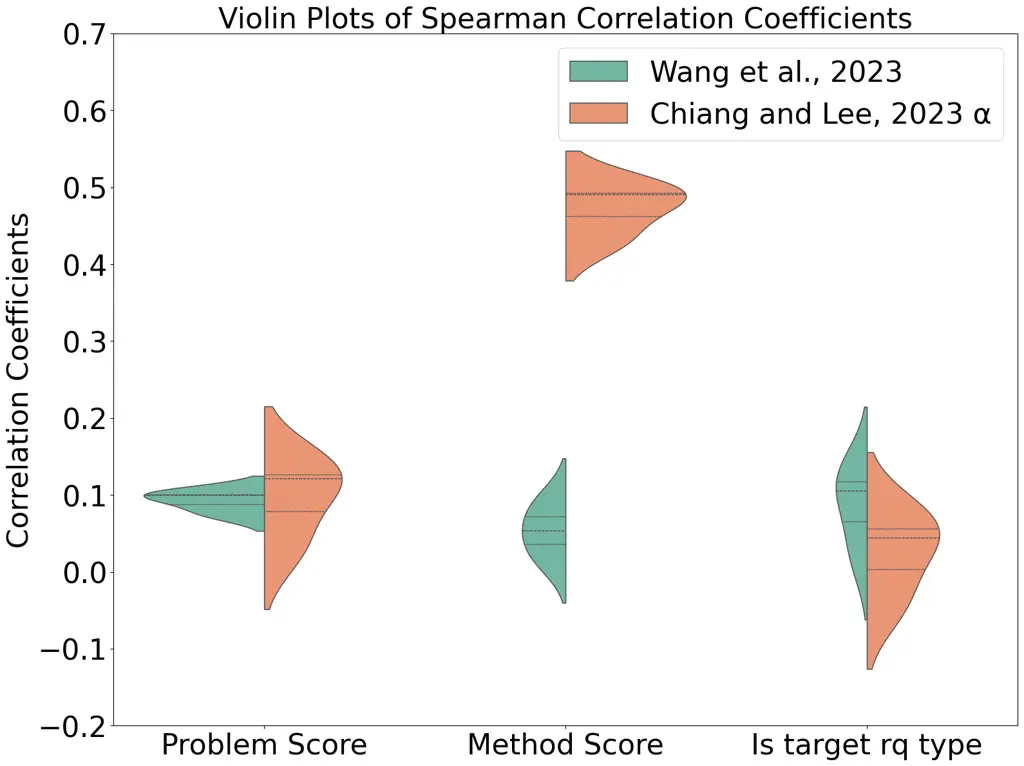 Violin Plots of Spearman Correlation Coefficients
Wang et al., 2023
Chiang and Lee, 2023 α
Correlation Coefficients
0.7
0.6
0.5
0.4
0.3
0.2
0.1
0.0
−0.1
−0.2
Problem Score
Method Score
Is target rq type